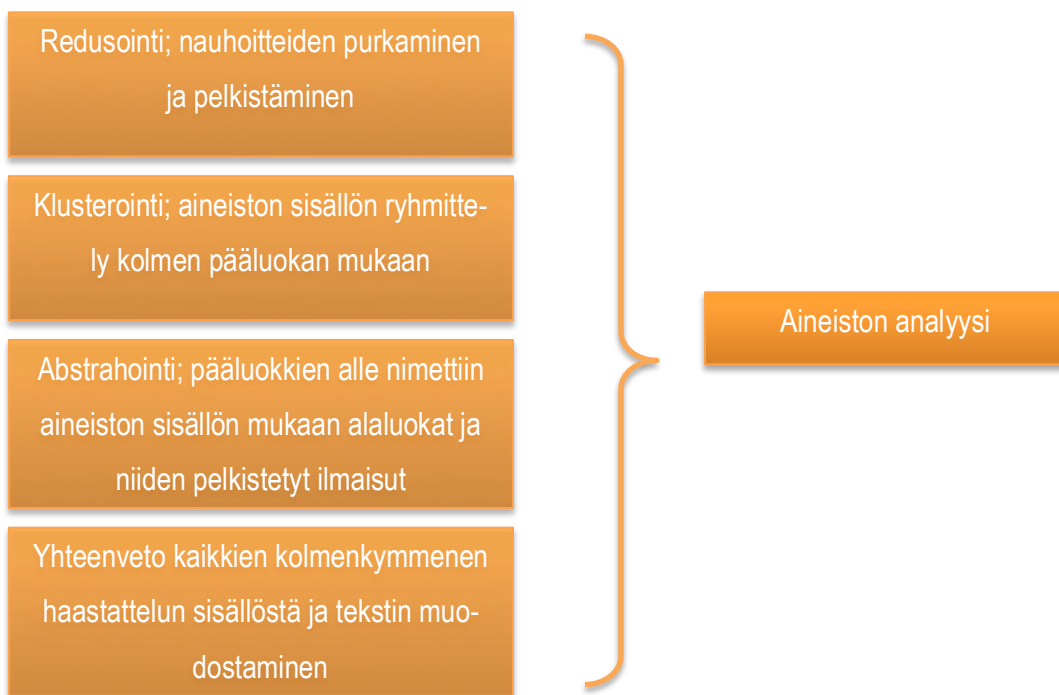 Redusointi; nauhoitteiden purkaminen
ja pelkistäminen
Klusterointi; aineiston sisällön ryhmitte-
ly kolmen pääluokan mukaan
Abstrahointi; pääluokkien alle nimettiin
aineiston sisällön mukaan alaluokat ja
niiden pelkistetyt ilmaisut
Yhteenveto kaikkien kolmenkymmenen
haastattelun sisällöstä ja tekstin muo-
dostaminen
Aineiston analyysi